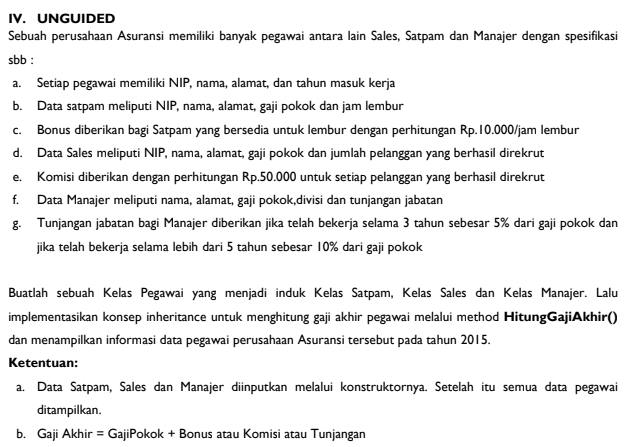 IV. UNGUIDED
Sebuah perusahaan Asuransi memiliki banyak pegawai antara lain Sales, Satpam dan Manajer dengan spesifikasi
sbb :
a. Setiap pegawai memiliki NIP, nama, alamat, dan tahun masuk kerja
b. Data satpam meliputi NIP, nama, alamat, gaji pokok dan jam lembur
c. Bonus diberikan bagi Satpam yang bersedia untuk lembur dengan perhitungan Rp.10.000/jam lembur
d. Data Sales meliputi NIP, nama, alamat, gaji pokok dan jumlah pelanggan yang berhasil direkrut
e. Komisi diberikan dengan perhitungan Rp.50.000 untuk setiap pelanggan yang berhasil direkrut
f. Data Manajer meliputi nama, alamat, gaji pokok,divisi dan tunjangan jabatan
g. Tunjangan jabatan bagi Manajer diberikan jika telah bekerja selama 3 tahun sebesar 5% dari gaji pokok dan
jika telah bekerja selama lebih dari 5 tahun sebesar 10% dari gaji pokok
Buatlah sebuah Kelas Pegawai yang menjadi induk Kelas Satpam, Kelas Sales dan Kelas Manajer. Lalu
implementasikan konsep inheritance untuk menghitung gaji akhir pegawai melalui method HitungGajiAkhir()
dan menampilkan informasi data pegawai perusahaan Asuransi tersebut pada tahun 2015.
Ketentuan:
a. Data Satpam, Sales dan Manajer diinputkan melalui konstruktornya. Setelah itu semua data pegawai
ditampilkan.
b. Gaji Akhir = GajiPokok + Bonus atau Komisi atau Tunjangan